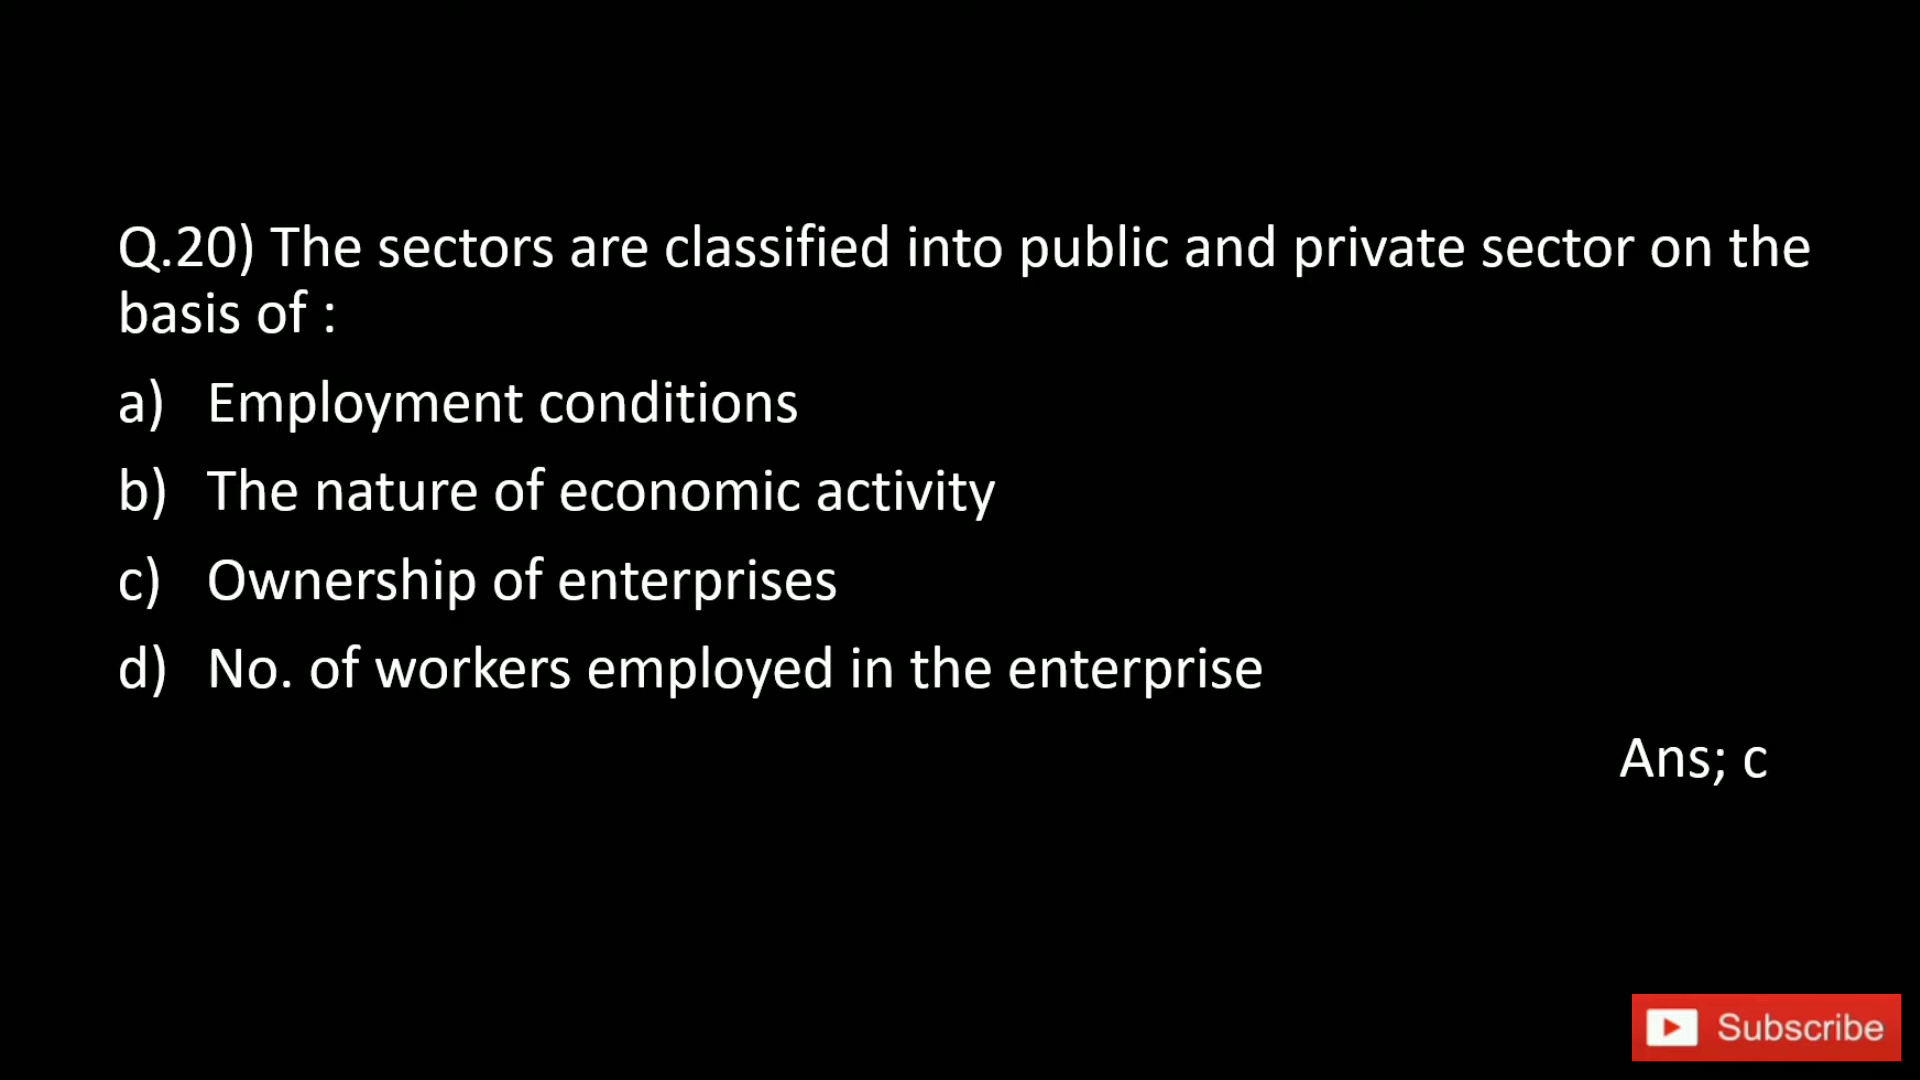 Q.20) The sectors are classified into public and private sector on the
basis of :
a) Employment conditions
b) The nature of economic activity
c) Ownership of enterprises
d) No. of workers employed in the enterprise
Ans; c
Subscribe